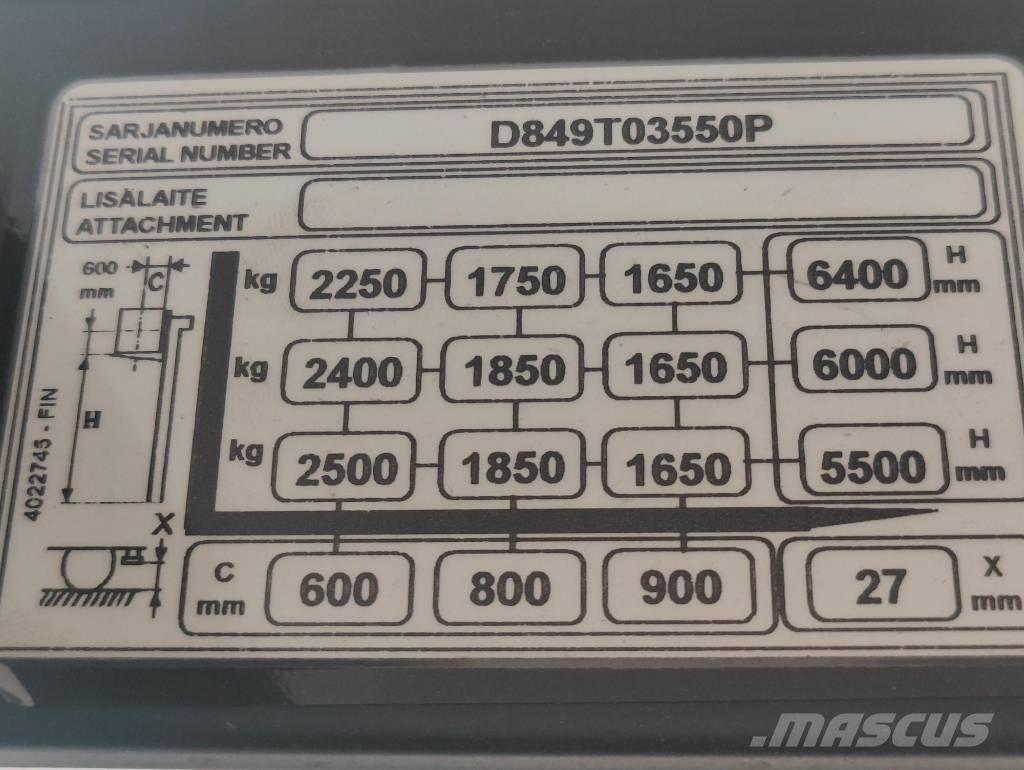 SARJANUMERO
SERIAL NUMBER
D849T03550P
LISÄLAITE
ATTACHMENT
600
mm
C
H
X
4022745 - FIN
kg 2250 1750 1650 6400 H mm
kg 2400 1850 1650 6000 H mm
kg 2500 1850 1650 5500 H mm
C mm 600 800 900 27 X mm
.MASCUS